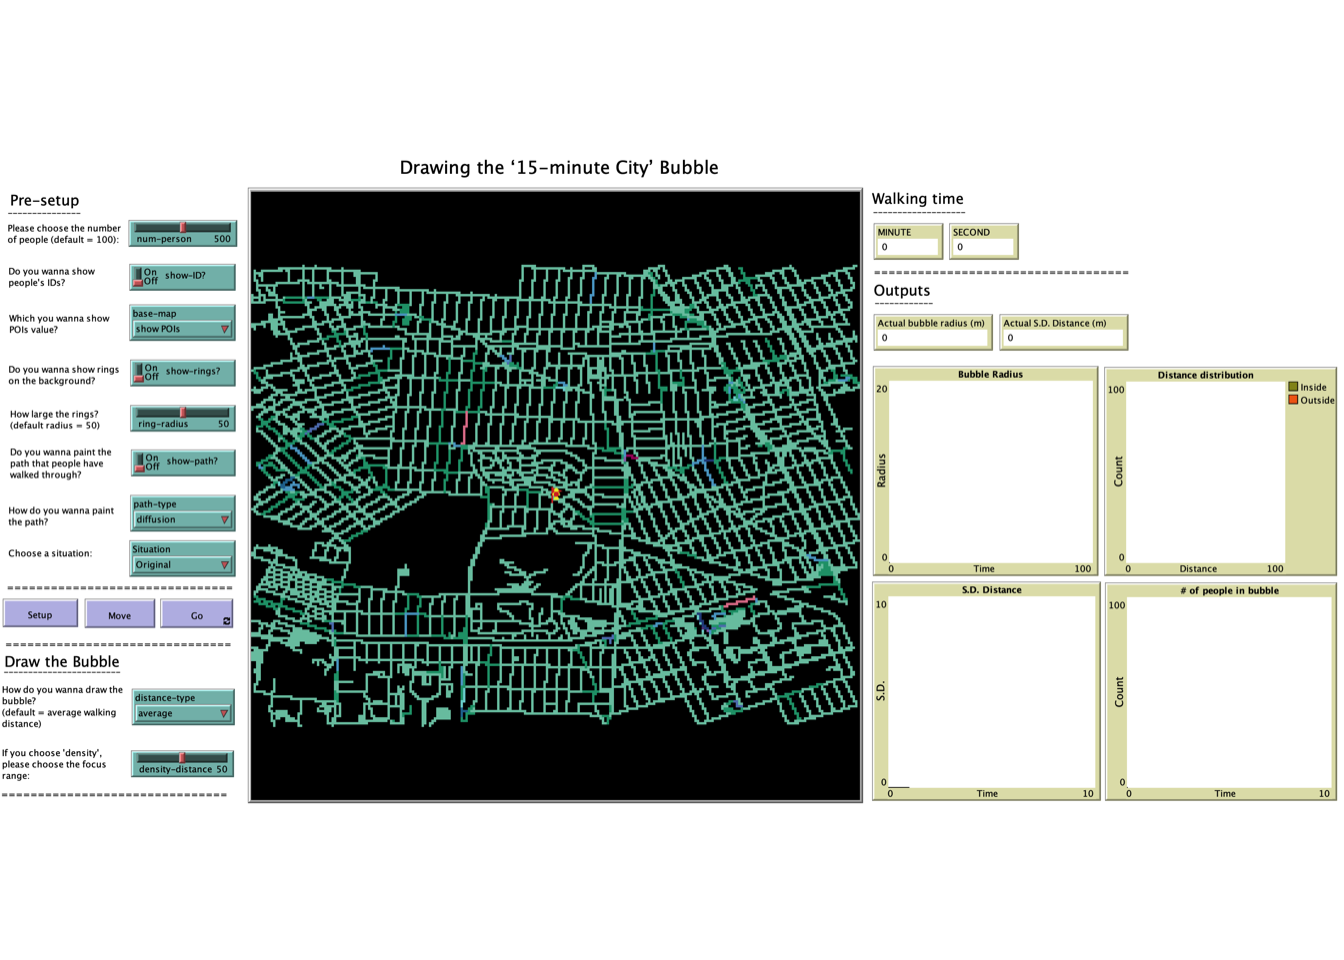 Drawing the ‘15-minute City’ Bubble
Pre-setup
Please choose the number
of people (default = 100):
num-person 500
Do you wanna show
people's IDs?
On
Off
show-ID?
Which you wanna show
POIs value?
base-map
show POIs
Do you wanna show rings
on the background?
On
Off
show-rings?
How large the rings?
(default radius = 50)
ring-radius 50
Do you wanna paint the
path that people have
walked through?
On
Off
show-path?
How do you wanna paint
the path?
path-type
diffusion
Choose a situation:
Situation
Original
Setup
Move
Go
Draw the Bubble
How do you wanna draw the
bubble?
(default = average walking
distance)
distance-type
average
If you choose 'density',
please choose the focus
range:
density-distance 50
Walking time
MINUTE
0
SECOND
0
Outputs
Actual bubble radius (m)
0
Actual S.D. Distance (m)
0
Bubble Radius
20
Radius
0
0 Time 100
Distance distribution
100
Count
0
0 Distance 100
Inside
Outside
S.D. Distance
10
S.D.
0
0 Time 10
# of people in bubble
100
Count
0
0 Time 10